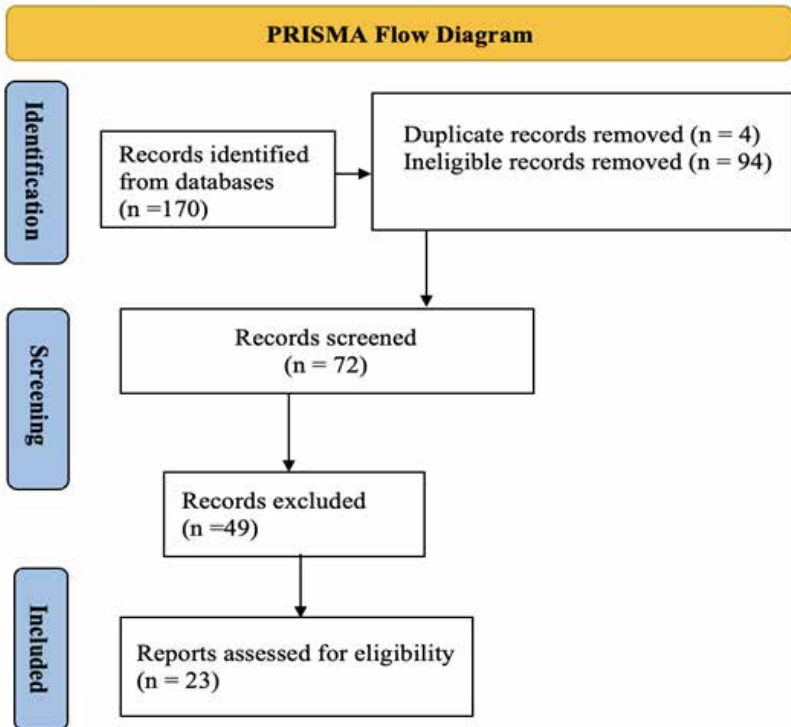 PRISMA Flow Diagram
Identification
Records identified
from databases
(n =170)
Duplicate records removed (n = 4)
Ineligible records removed (n = 94)
Screening
Records screened
(n = 72)
Records excluded
(n =49)
Included
Reports assessed for eligibility
(n = 23)